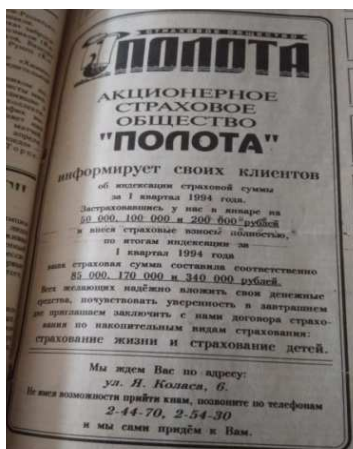 СТРАХОВОЕ ОБЩЕСТВО
ПОЛОТА
АКЦИОНЕРНОЕ
СТРАХОВОЕ
ОБЩЕСТВО
"ПОЛОТА"
информирует своих клиентов
об индексации страховой суммы
за 1 квартал 1994 года.
Застраховавшись у нас в январе на
50 000, 100 000 и 200 000 рублей
и внеся страховые взносы полностью,
по итогам индексации за
1 квартал 1994 года
ваша страховая сумма составила соответственно
85 000, 170 000 и 340 000 рублей.
Всех желающих надёжно вложить свои денежные
средства, почувствовать уверенность в завтрашнем
дне приглашаем заключить с нами договора страхо-
вания по накопительным видам страхования:
страхование жизни и страхование детей.
Мы ждем Вас по адресу:
ул. Я. Коласа, 6.
Не имея возможности прийти к нам, позвоните по телефонам
2-44-70, 2-54-30
и мы сами придём к Вам.